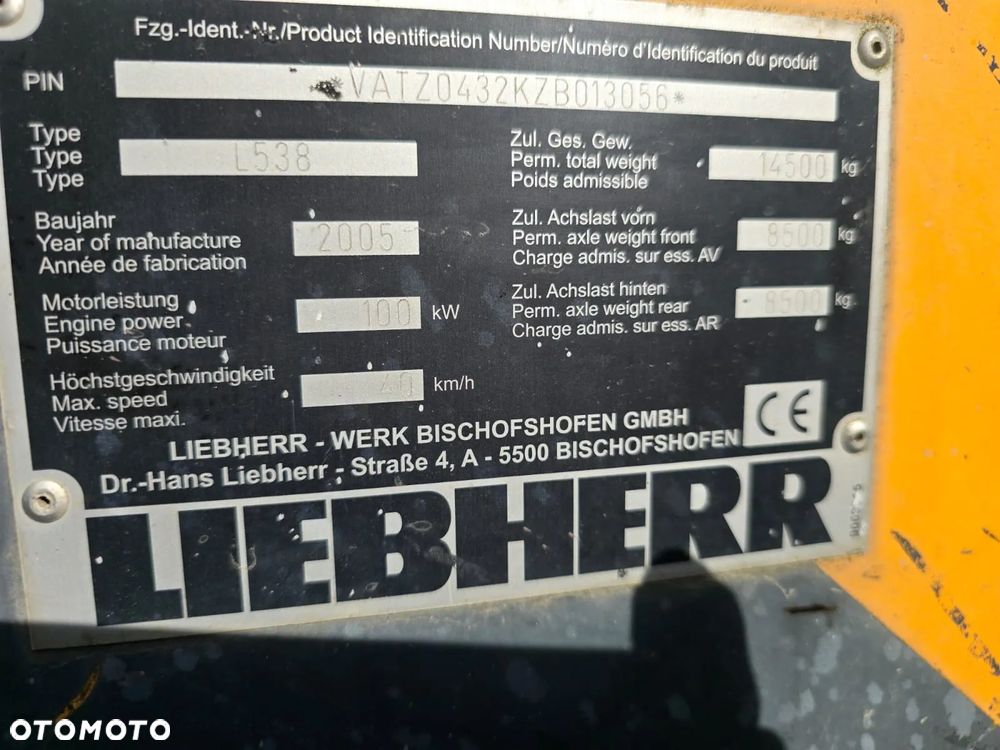 Fzg.-Ident.-Nr./Product Identification Number/Numéro d'Identification du produit
PIN *VATZ0432KZB013056*
Type
Type L538
Type
Zul. Ges. Gew.
Perm. total weight 14500 kg
Poids admissible
Baujahr
Year of mahufacture 2005
Année de fabrication
Zul. Achslast vorn
Perm. axle weight front 8500 kg
Charge admis. sur ess. AV
Motorleistung
Engine power 100 kW
Puissance moteur
Zul. Achslast hinten
Perm. axle weight rear 8500 kg
Charge admis. sur ess. AR
Höchstgeschwindigkeit
Max. speed 40 km/h
Vitesse maxi.
CE
LIEBHERR - WERK BISCHOFSHOFEN GMBH
Dr.-Hans Liebherr - Straße 4, A - 5500 BISCHOFSHOFEN
LIEBHERR
OTOMOTO